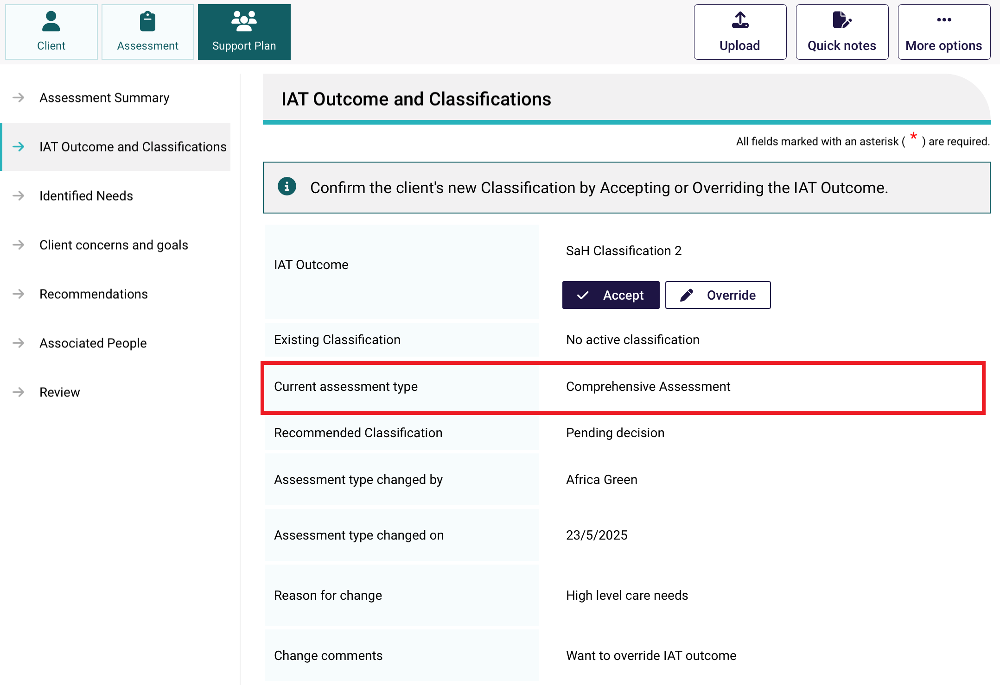 Client
Assessment
Support Plan
Upload
Quick notes
More options
Assessment Summary
IAT Outcome and Classifications
Identified Needs
Client concerns and goals
Recommendations
Associated People
Review
IAT Outcome and Classifications
All fields marked with an asterisk ( * ) are required.
Confirm the client's new Classification by Accepting or Overriding the IAT Outcome.
IAT Outcome
SaH Classification 2
Accept
Override
Existing Classification
No active classification
Current assessment type
Comprehensive Assessment
Recommended Classification
Pending decision
Assessment type changed by
Africa Green
Assessment type changed on
23/5/2025
Reason for change
High level care needs
Change comments
Want to override IAT outcome